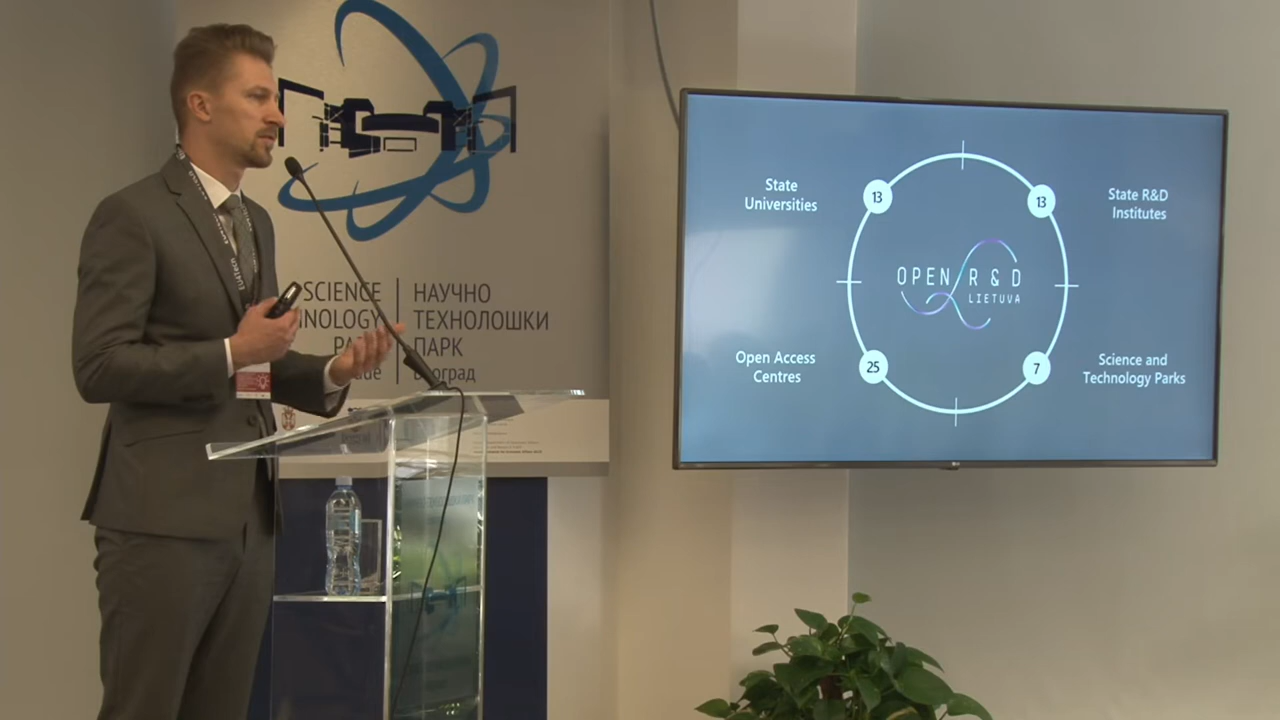 SCIENCE
НАУЧНО
ТЕХНОЛОШКИ
ПАРК
Београд
State
Universities
13
13
State R&D
Institutes
OPEN R & D
LIETUVA
Open Access
Centres
25
7
Science and
Technology Parks